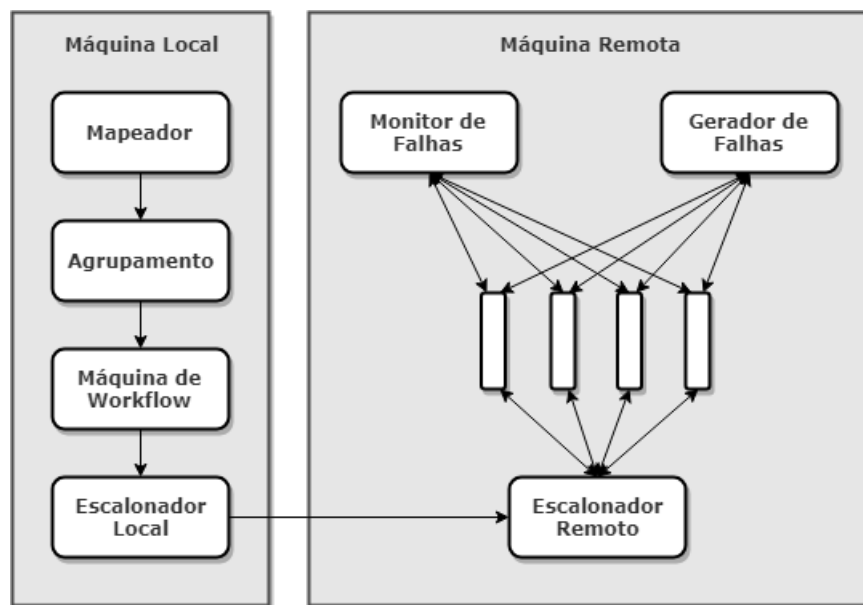 Máquina Local
Mapeador
Agrupamento
Máquina de
Workflow
Escalonador
Local
Máquina Remota
Monitor de
Falhas
Gerador de
Falhas
Escalonador
Remoto